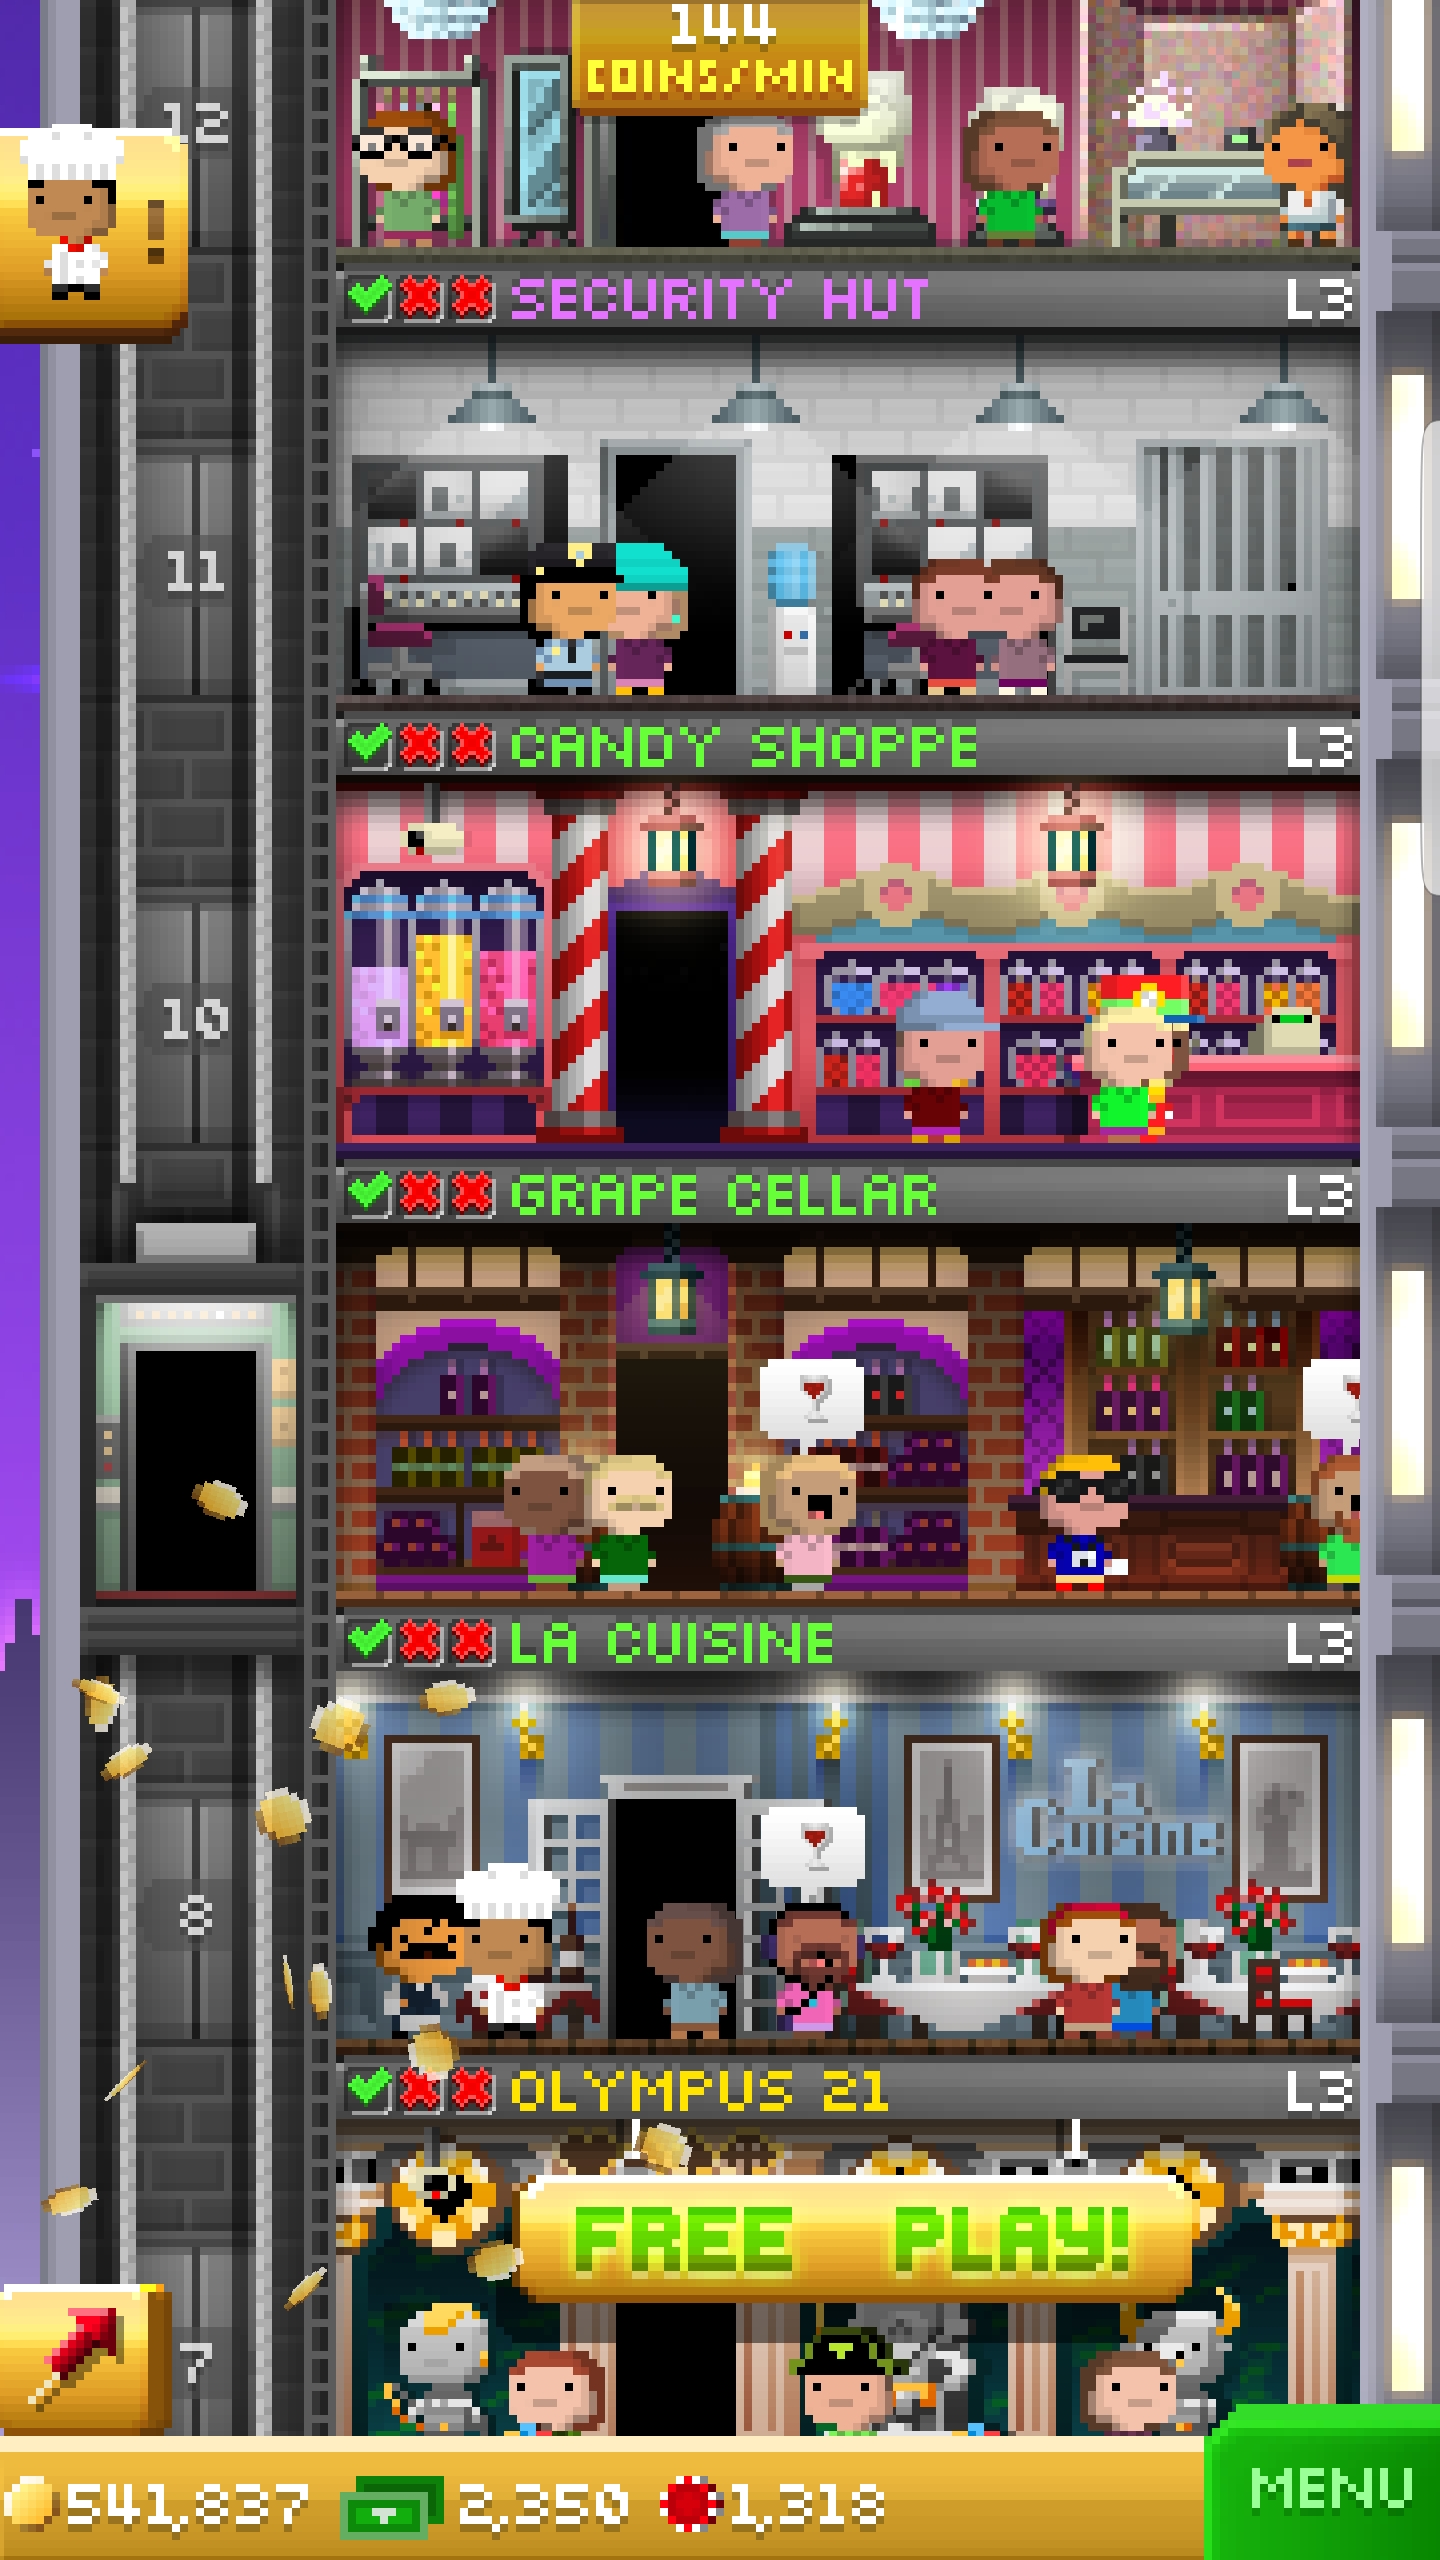 144
COINS/MIN
12
!
SECURITY HUT L3
11
CANDY SHOPPE L3
10
GRAPE CELLAR L3
LA CUISINE L3
La
Cuisine
8
OLYMPUS 21 L3
FREE PLAY!
7
MENU
541,837 2,350 1,318